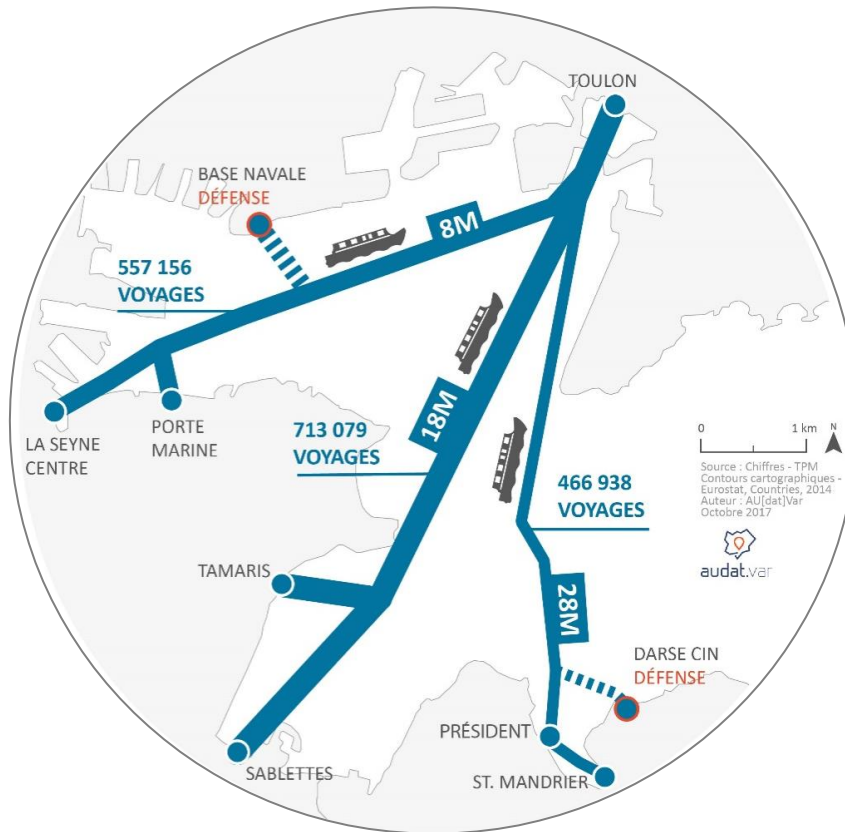 TOULON
BASE NAVALE
DÉFENSE
8M
557 156
VOYAGES
18M
LA SEYNE
CENTRE
PORTE
MARINE
713 079
VOYAGES
0 1 km N
Source : Chiffres - TPM
Contours cartographiques -
Eurostat, Countries, 2014
Auteur : AU[dat]Var
Octobre 2017
audat.var
466 938
VOYAGES
TAMARIS
28M
DARSE CIN
DÉFENSE
PRÉSIDENT
SABLETTES
ST. MANDRIER